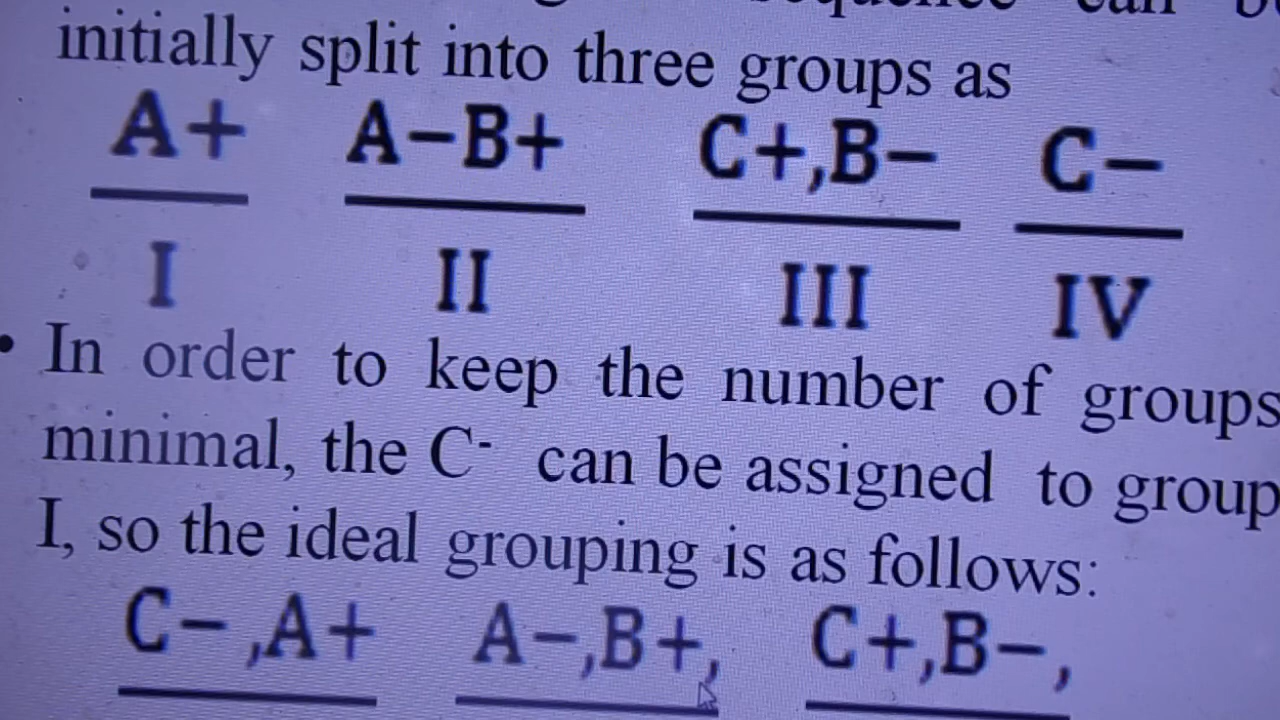 initially split into three groups as
A+ A−B+ C+,B− C−
I II III IV
• In order to keep the number of groups
minimal, the C- can be assigned to group
I, so the ideal grouping is as follows:
C−,A+ A−,B+, C+,B−,